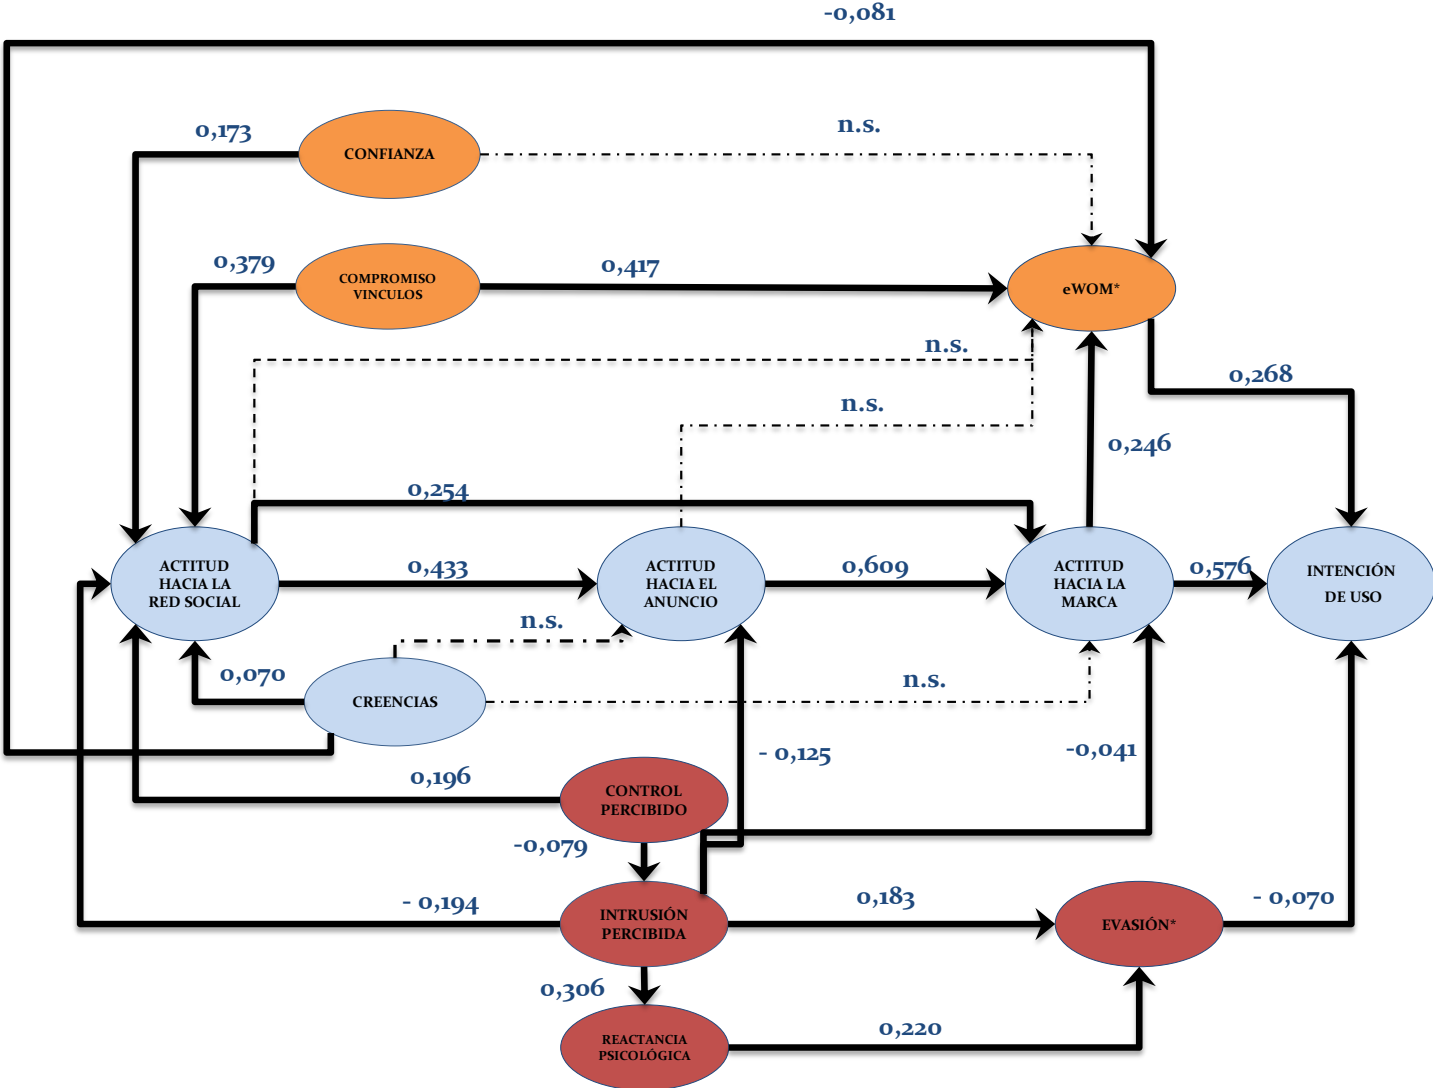 -0,081
0,173
CONFIANZA
n.s.
0,379
COMPROMISO
VINCULOS
0,417
eWOM*
n.s.
0,268
n.s.
0,246
0,254
ACTITUD
HACIA LA
RED SOCIAL
0,433
ACTITUD
HACIA EL
ANUNCIO
0,609
ACTITUD
HACIA LA
MARCA
0,576
INTENCIÓN
DE USO
n.s.
0,070
CREENCIAS
n.s.
- 0,125
-0,041
0,196
CONTROL
PERCIBIDO
-0,079
- 0,194
INTRUSIÓN
PERCIBIDA
0,183
EVASIÓN*
- 0,070
0,306
REACTANCIA
PSICOLÓGICA
0,220